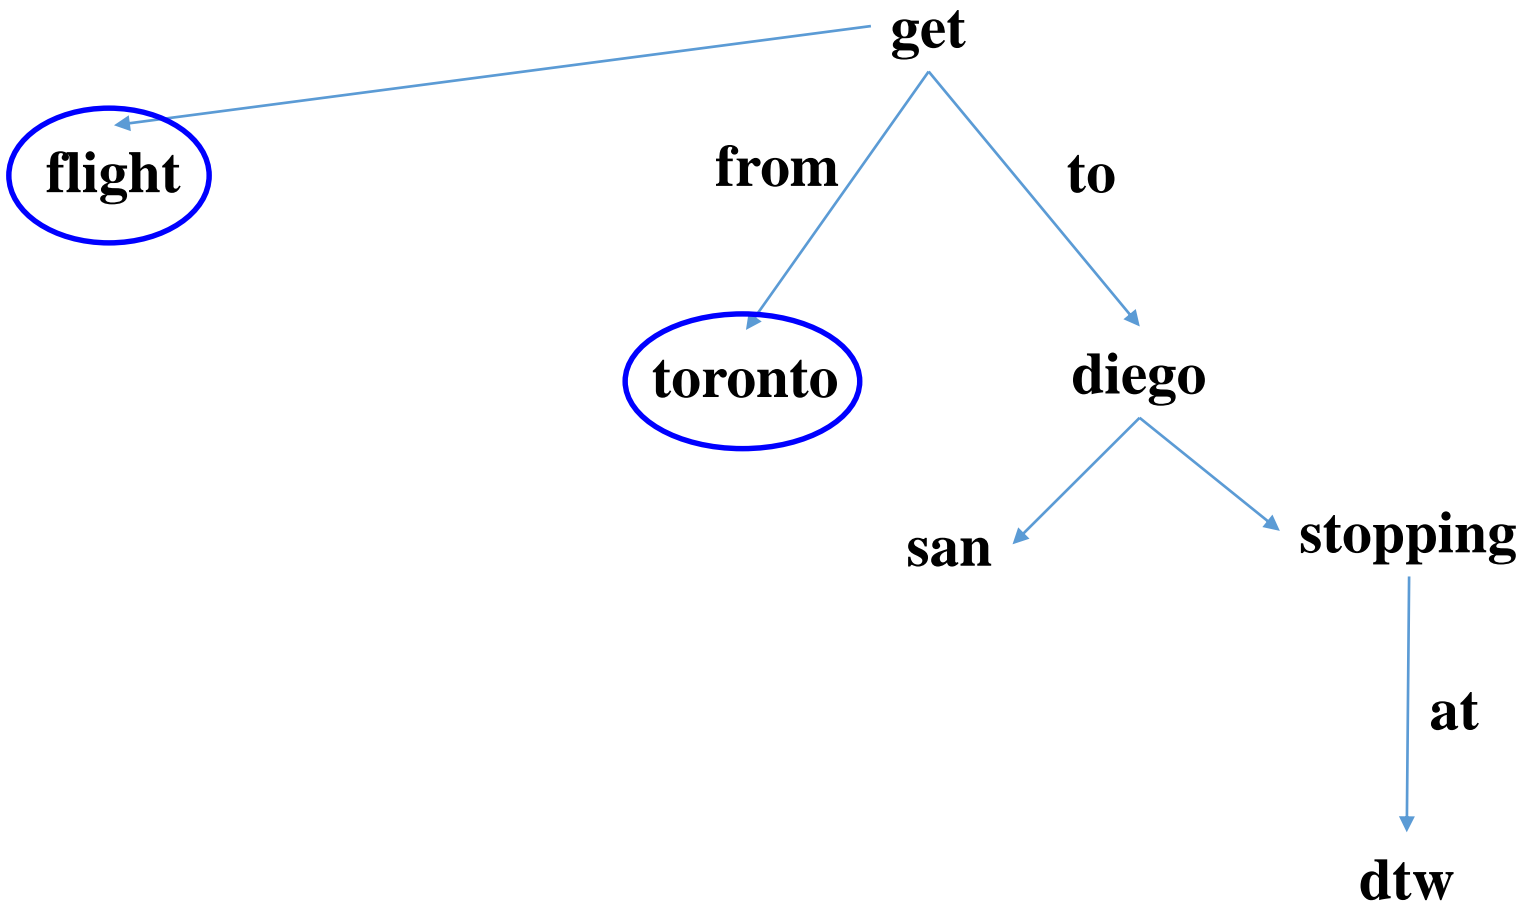 get
flight
from
to
toronto
diego
san
stopping
at
dtw